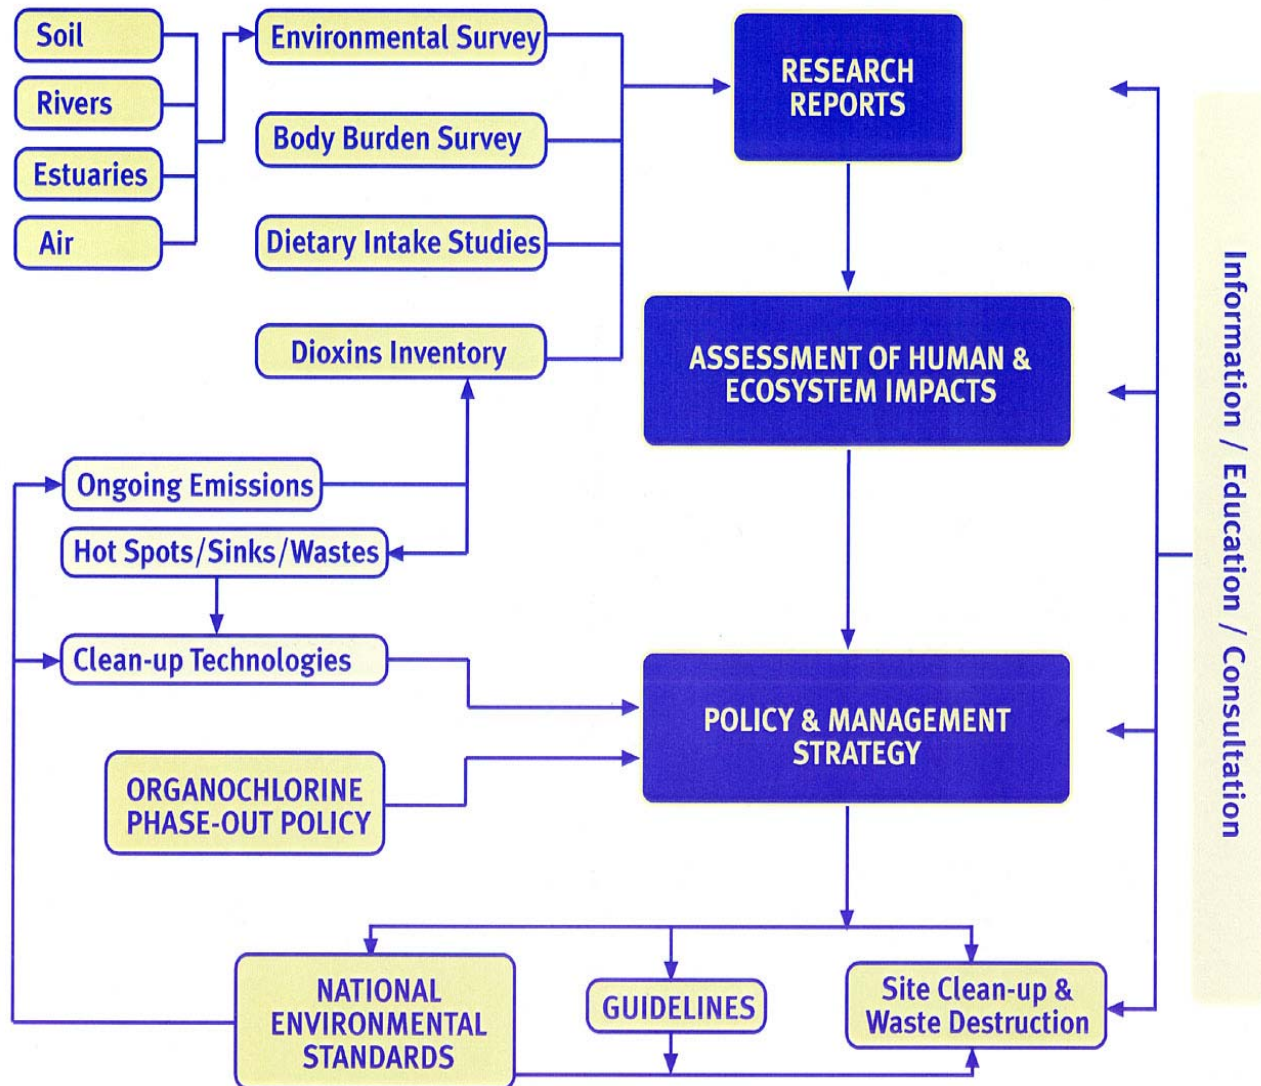 Soil
Rivers
Estuaries
Air
Environmental Survey
Body Burden Survey
Dietary Intake Studies
Dioxins Inventory
RESEARCH
REPORTS
ASSESSMENT OF HUMAN &
ECOSYSTEM IMPACTS
Ongoing Emissions
Hot Spots/Sinks/Wastes
Clean-up Technologies
ORGANOCHLORINE
PHASE-OUT POLICY
POLICY & MANAGEMENT
STRATEGY
NATIONAL
ENVIRONMENTAL
STANDARDS
GUIDELINES
Site Clean-up &
Waste Destruction
Information / Education / Consultation